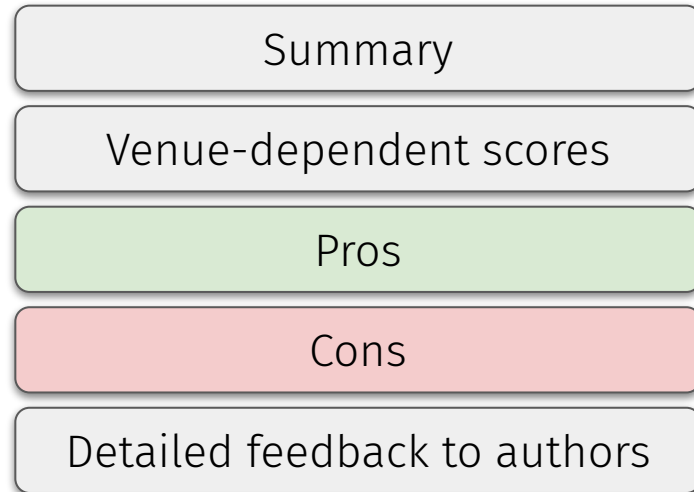 Summary
Venue-dependent scores
Pros
Cons
Detailed feedback to authors